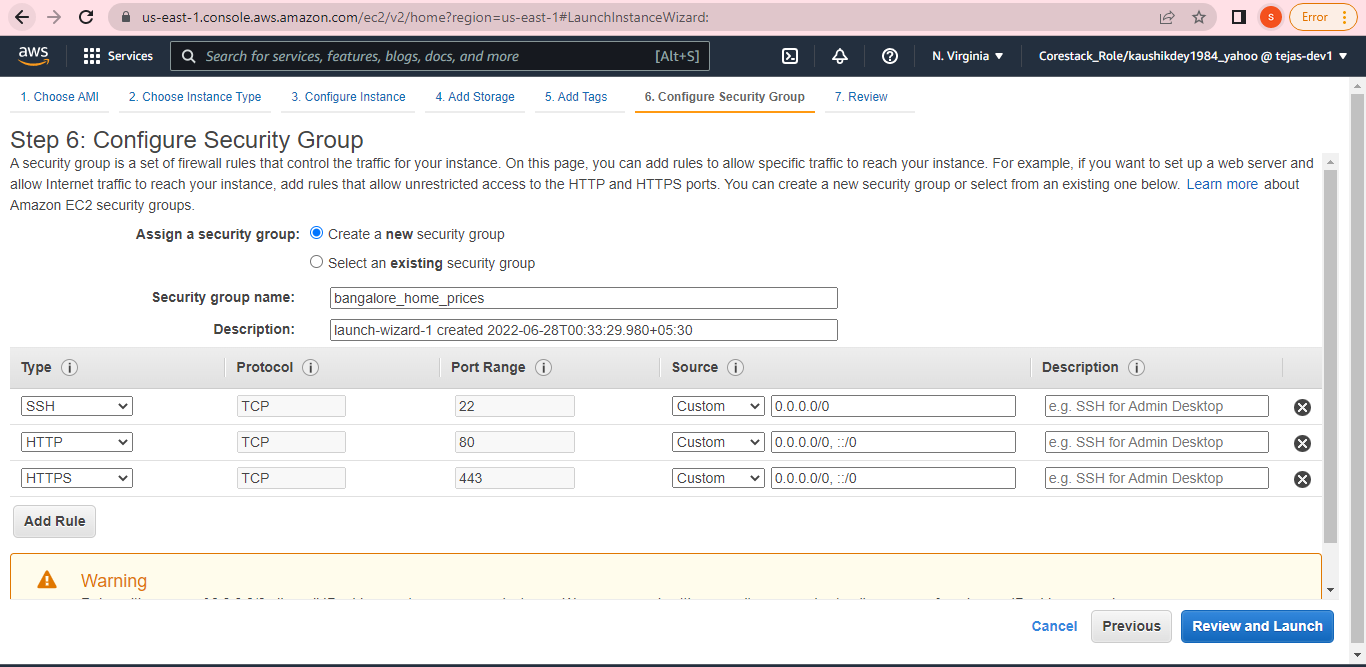 us-east-1.console.aws.amazon.com/ec2/v2/home?region=us-east-1#LaunchInstanceWizard:
S
Error
aws
Services
Search for services, features, blogs, docs, and more [Alt+S]
N. Virginia
Corestack_Role/kaushikdey1984_yahoo @ tejas-dev1
1. Choose AMI 2. Choose Instance Type 3. Configure Instance 4. Add Storage 5. Add Tags 6. Configure Security Group 7. Review
Step 6: Configure Security Group
A security group is a set of firewall rules that control the traffic for your instance. On this page, you can add rules to allow specific traffic to reach your instance. For example, if you want to set up a web server and
allow Internet traffic to reach your instance, add rules that allow unrestricted access to the HTTP and HTTPS ports. You can create a new security group or select from an existing one below. Learn more about
Amazon EC2 security groups.
Assign a security group: Create a new security group
Select an existing security group
Security group name: bangalore_home_prices
Description: launch-wizard-1 created 2022-06-28T00:33:29.980+05:30
Type i Protocol i Port Range i Source i Description i
SSH TCP 22 Custom 0.0.0.0/0 e.g. SSH for Admin Desktop
HTTP TCP 80 Custom 0.0.0.0/0, ::/0 e.g. SSH for Admin Desktop
HTTPS TCP 443 Custom 0.0.0.0/0, ::/0 e.g. SSH for Admin Desktop
Add Rule
Warning
Cancel Previous Review and Launch